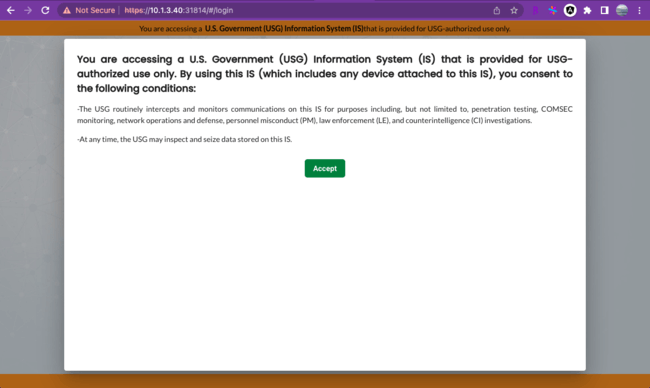 Not Secure | https://10.1.3.40:31814/#/login
You are accessing a U.S. Government (USG) Information System (IS)that is provided for USG-authorized use only.
You are accessing a U.S. Government (USG) Information System (IS) that is provided for USG-
authorized use only. By using this IS (which includes any device attached to this IS), you consent to
the following conditions:
-The USG routinely intercepts and monitors communications on this IS for purposes including, but not limited to, penetration testing, COMSEC
monitoring, network operations and defense, personnel misconduct (PM), law enforcement (LE), and counterintelligence (CI) investigations.
-At any time, the USG may inspect and seize data stored on this IS.
Accept